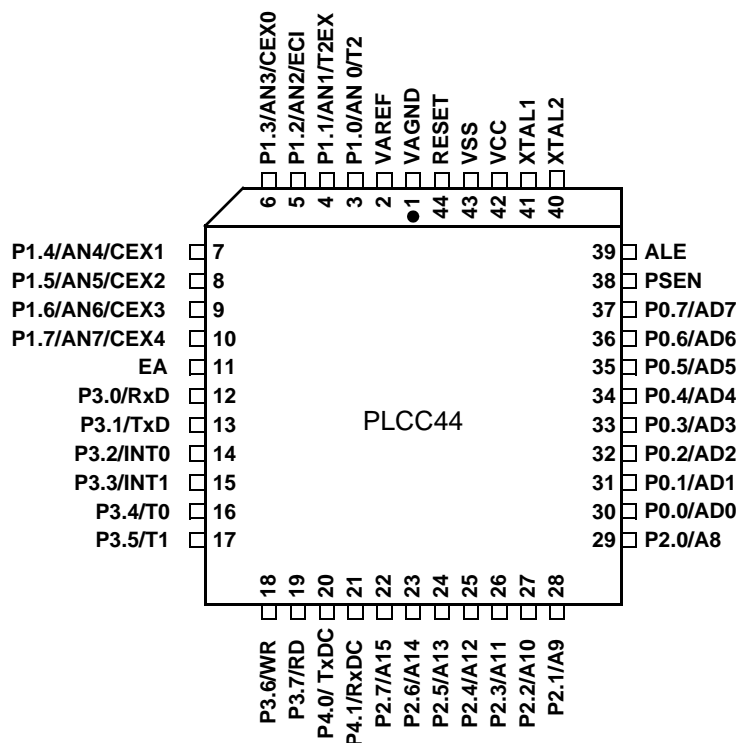 P1.3/AN3/CEX0
P1.2/AN2/ECI
P1.1/AN1/T2EX
P1.0/AN 0/T2
VAREF
VAGND
RESET
VSS
VCC
XTAL1
XTAL2
6 5 4 3 2 1 44 43 42 41 40
P1.4/AN4/CEX1 7
P1.5/AN5/CEX2 8
P1.6/AN6/CEX3 9
P1.7/AN7/CEX4 10
EA 11
P3.0/RxD 12
P3.1/TxD 13
P3.2/INT0 14
P3.3/INT1 15
P3.4/T0 16
P3.5/T1 17
PLCC44
39 ALE
38 PSEN
37 P0.7/AD7
36 P0.6/AD6
35 P0.5/AD5
34 P0.4/AD4
33 P0.3/AD3
32 P0.2/AD2
31 P0.1/AD1
30 P0.0/AD0
29 P2.0/A8
18 19 20 21 22 23 24 25 26 27 28
P3.6/WR
P3.7/RD
P4.0/ TxDC
P4.1/RxDC
P2.7/A15
P2.6/A14
P2.5/A13
P2.4/A12
P2.3/A11
P2.2/A10
P2.1/A9